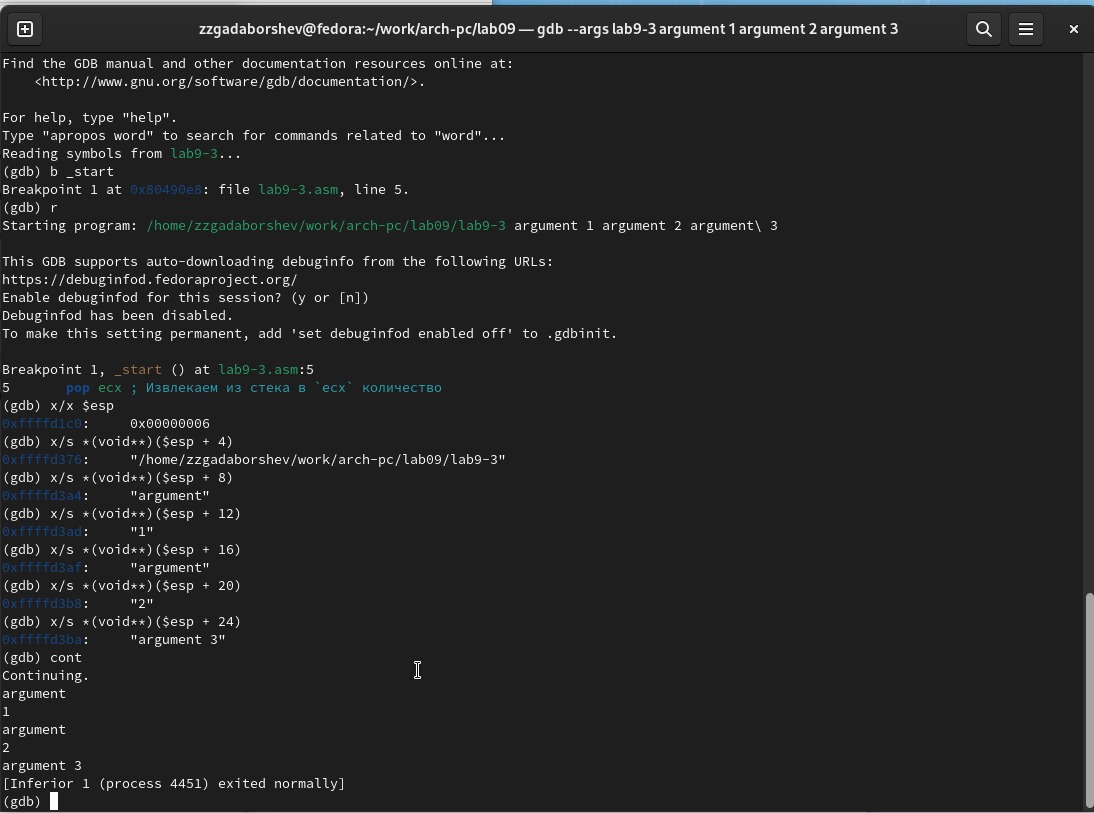 zzgadaborshev@fedora:~/work/arch-pc/lab09 — gdb --args lab9-3 argument 1 argument 2 argument 3
Find the GDB manual and other documentation resources online at:
    <http://www.gnu.org/software/gdb/documentation/>.
For help, type "help".
Type "apropos word" to search for commands related to "word"...
Reading symbols from lab9-3...
(gdb) b _start
Breakpoint 1 at 0x80490e8: file lab9-3.asm, line 5.
(gdb) r
Starting program: /home/zzgadaborshev/work/arch-pc/lab09/lab9-3 argument 1 argument 2 argument\ 3
This GDB supports auto-downloading debuginfo from the following URLs:
https://debuginfod.fedoraproject.org/
Enable debuginfod for this session? (y or [n])
Debuginfod has been disabled.
To make this setting permanent, add 'set debuginfod enabled off' to .gdbinit.
Breakpoint 1, _start () at lab9-3.asm:5
5       pop ecx ; Извлекаем из стека в `ecx` количество
(gdb) x/x $esp
0xffffd1c0:     0x00000006
(gdb) x/s *(void**)($esp + 4)
0xffffd376:     "/home/zzgadaborshev/work/arch-pc/lab09/lab9-3"
(gdb) x/s *(void**)($esp + 8)
0xffffd3a4:     "argument"
(gdb) x/s *(void**)($esp + 12)
0xffffd3ad:     "1"
(gdb) x/s *(void**)($esp + 16)
0xffffd3af:     "argument"
(gdb) x/s *(void**)($esp + 20)
0xffffd3b8:     "2"
(gdb) x/s *(void**)($esp + 24)
0xffffd3ba:     "argument 3"
(gdb) cont
Continuing.
argument
1
argument
2
argument 3
[Inferior 1 (process 4451) exited normally]
(gdb)